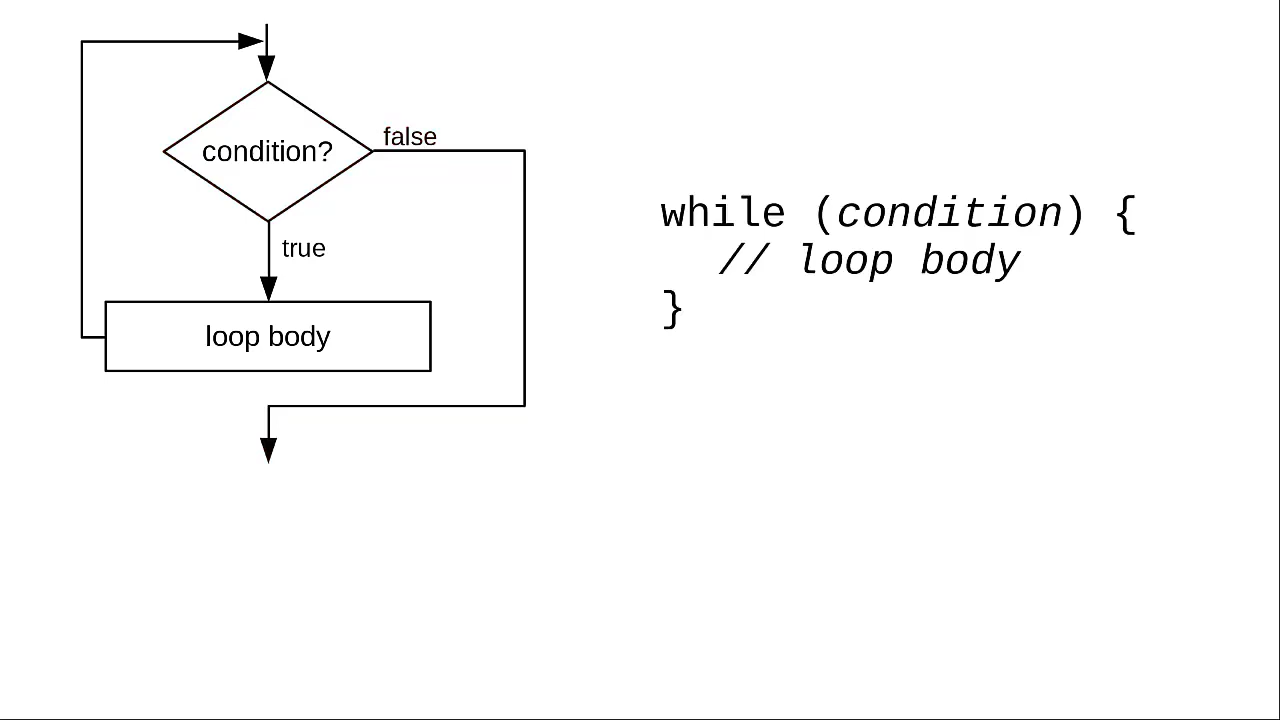 condition?
false
true
loop body
while (condition) {
// loop body
}